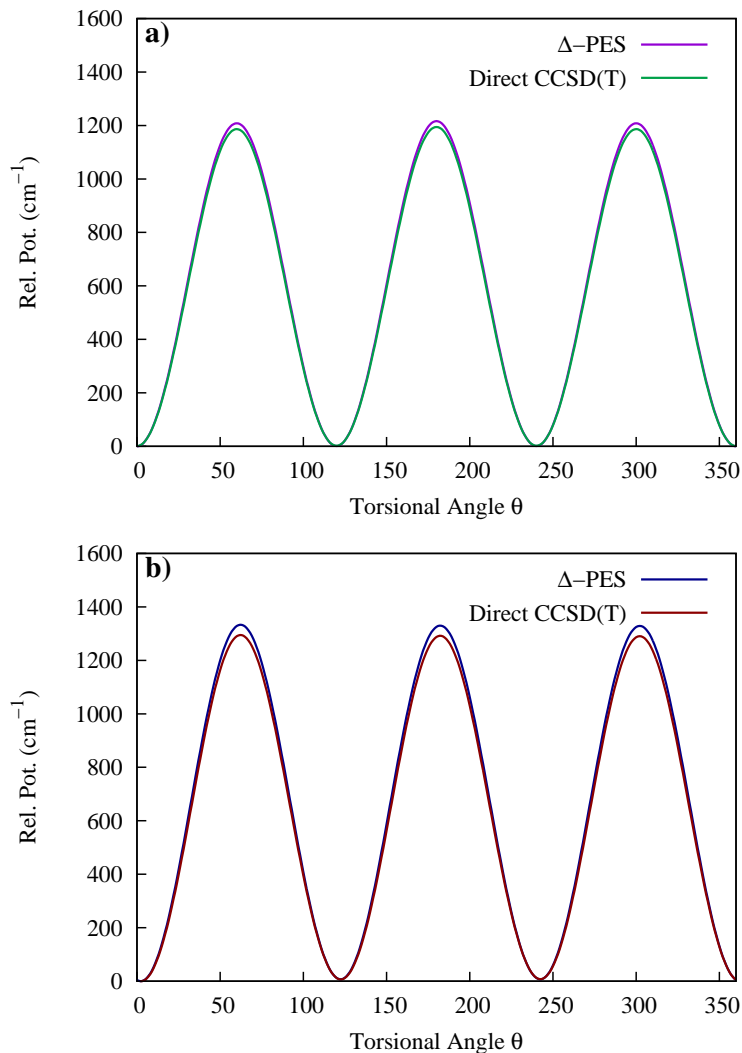 a)
Δ−PES
Direct CCSD(T)
1600
1400
1200
1000
800
600
400
200
0
Rel. Pot. (cm−1)
0 50 100 150 200 250 300 350
Torsional Angle θ
b)
Δ−PES
Direct CCSD(T)
1600
1400
1200
1000
800
600
400
200
0
Rel. Pot. (cm−1)
0 50 100 150 200 250 300 350
Torsional Angle θ